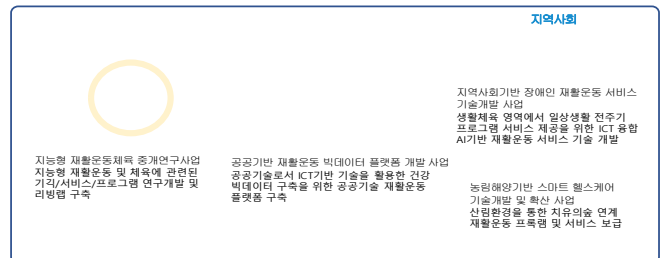 지역사회
지역사회기반 장애인 재활운동 서비스
기술개발 사업
생활체육 영역에서 일상생활 전주기
프로그램 서비스 제공을 위한 ICT 융합
AI기반 재활운동 서비스 기술 개발
지능형 재활운동체육 중개연구사업
지능형 재활운동 및 체육에 관련된
기긱/서비스/프로그램 연구개발 및
리빙랩 구축
공공기반 재활운동 빅데이터 플랫폼 개발 사업
공공기술로서 ICT기반 기술을 활용한 건강
빅데이터 구축을 위한 공공기술 재활운동
플랫폼 구축
농림해양기반 스마트 헬스케어
기술개발 및 확산 사업
산림환경을 통한 치유의숲 연계
재활운동 프록램 및 서비스 보급